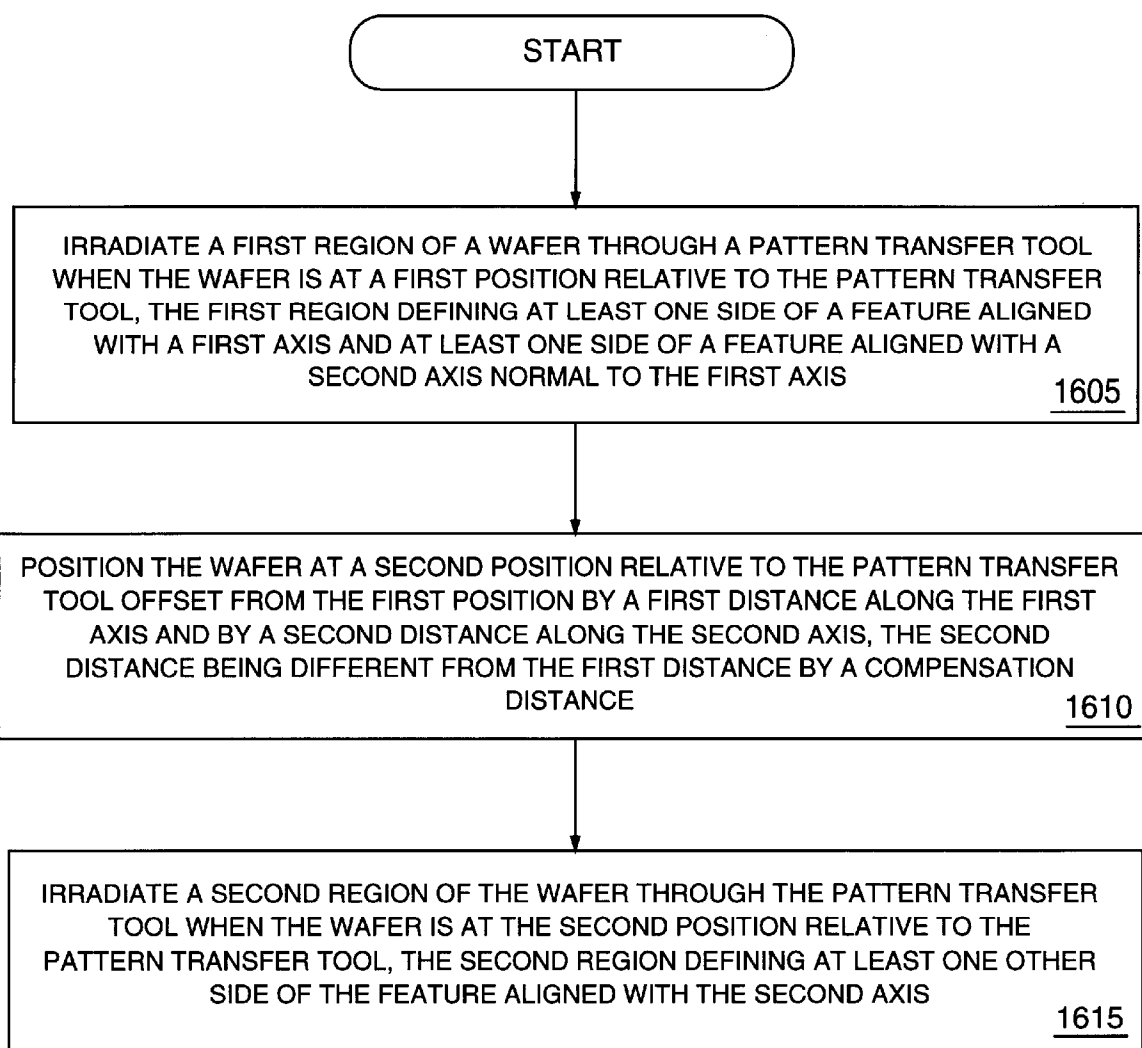 START
IRRADIATE A FIRST REGION OF A WAFER THROUGH A PATTERN TRANSFER TOOL
WHEN THE WAFER IS AT A FIRST POSITION RELATIVE TO THE PATTERN TRANSFER
TOOL, THE FIRST REGION DEFINING AT LEAST ONE SIDE OF A FEATURE ALIGNED
WITH A FIRST AXIS AND AT LEAST ONE SIDE OF A FEATURE ALIGNED WITH A
SECOND AXIS NORMAL TO THE FIRST AXIS
1605
POSITION THE WAFER AT A SECOND POSITION RELATIVE TO THE PATTERN TRANSFER
TOOL OFFSET FROM THE FIRST POSITION BY A FIRST DISTANCE ALONG THE FIRST
AXIS AND BY A SECOND DISTANCE ALONG THE SECOND AXIS, THE SECOND
DISTANCE BEING DIFFERENT FROM THE FIRST DISTANCE BY A COMPENSATION
DISTANCE
1610
IRRADIATE A SECOND REGION OF THE WAFER THROUGH THE PATTERN TRANSFER
TOOL WHEN THE WAFER IS AT THE SECOND POSITION RELATIVE TO THE
PATTERN TRANSFER TOOL, THE SECOND REGION DEFINING AT LEAST ONE OTHER
SIDE OF THE FEATURE ALIGNED WITH THE SECOND AXIS
1615